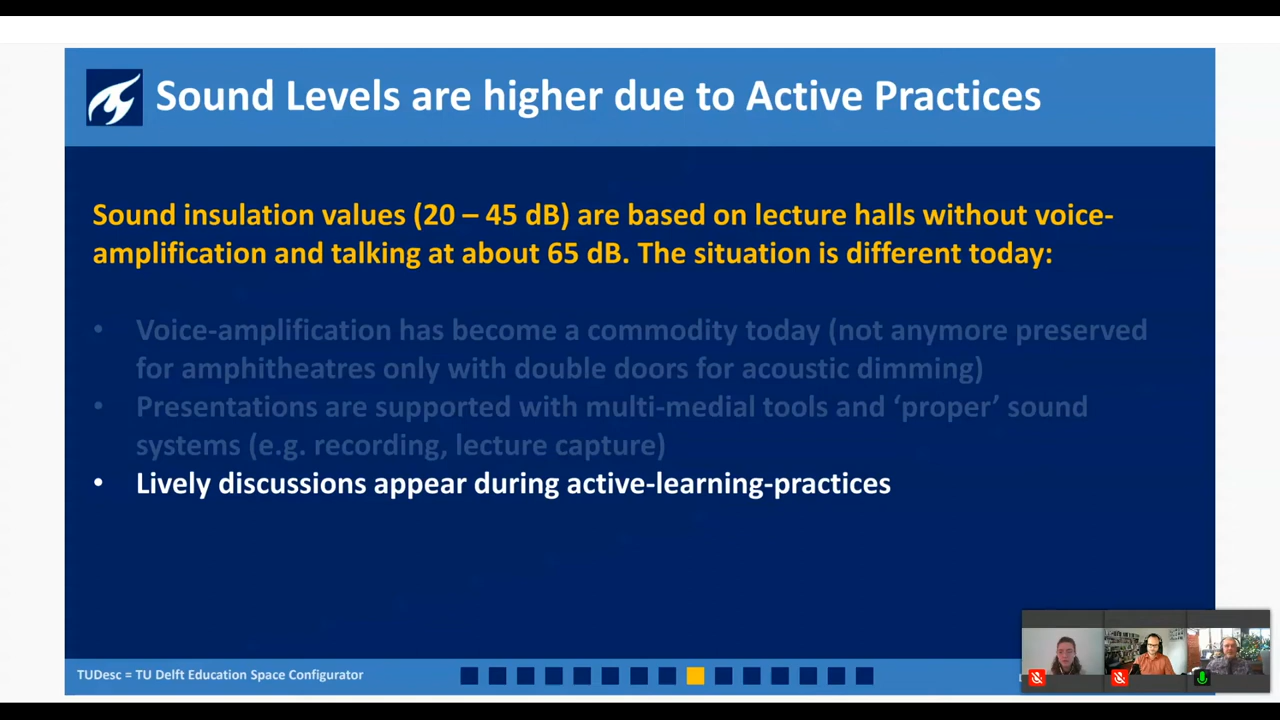 Sound Levels are higher due to Active Practices
Sound insulation values (20 – 45 dB) are based on lecture halls without voice-
amplification and talking at about 65 dB. The situation is different today:
• Voice-amplification has become a commodity today (not anymore preserved
for amphitheatres only with double doors for acoustic dimming)
• Presentations are supported with multi-medial tools and ‘proper’ sound
systems (e.g. recording, lecture capture)
• Lively discussions appear during active-learning-practices
TUDesc = TU Delft Education Space Configurator